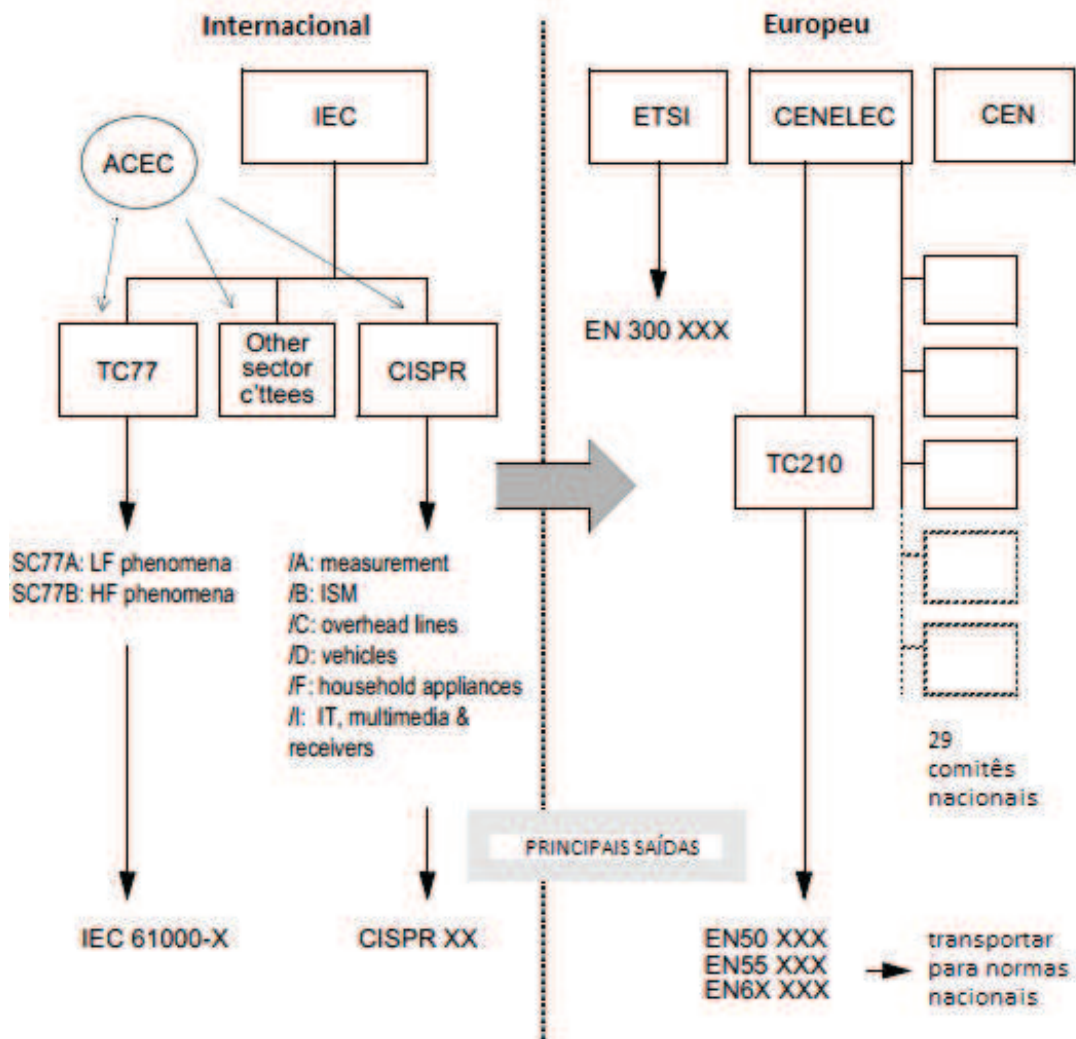 Internacional
IEC
ACEC
TC77
Other
sector
c'ttees
CISPR
SC77A: LF phenomena
SC77B: HF phenomena
/A: measurement
/B: ISM
/C: overhead lines
/D: vehicles
/F: household appliances
/I: IT, multimedia &
receivers
IEC 61000-X
CISPR XX
PRINCIPAIS SAÍDAS
Europeu
ETSI
CENELEC
CEN
EN 300 XXX
TC210
29
comitês
nacionais
EN50 XXX
EN55 XXX
EN6X XXX
transportar
para normas
nacionais